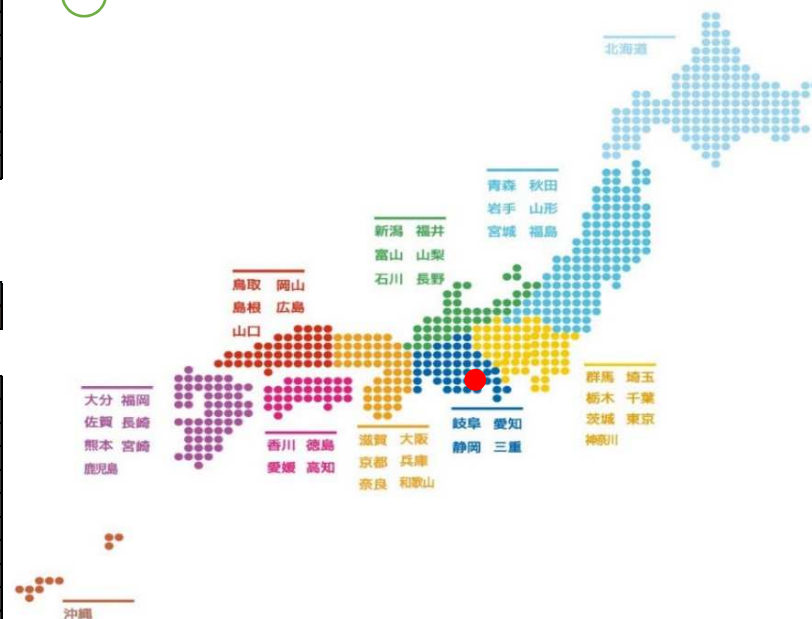 北海道
青森 秋田
岩手 山形
宮城 福島
新潟 福井
富山 山梨
石川 長野
鳥取 岡山
島根 広島
山口
群馬 埼玉
栃木 千葉
茨城 東京
神奈川
大分 福岡
佐賀 長崎
熊本 宮崎
鹿児島
岐阜 愛知
静岡 三重
香川 徳島
愛媛 高知
滋賀 大阪
京都 兵庫
奈良 和歌山
沖縄